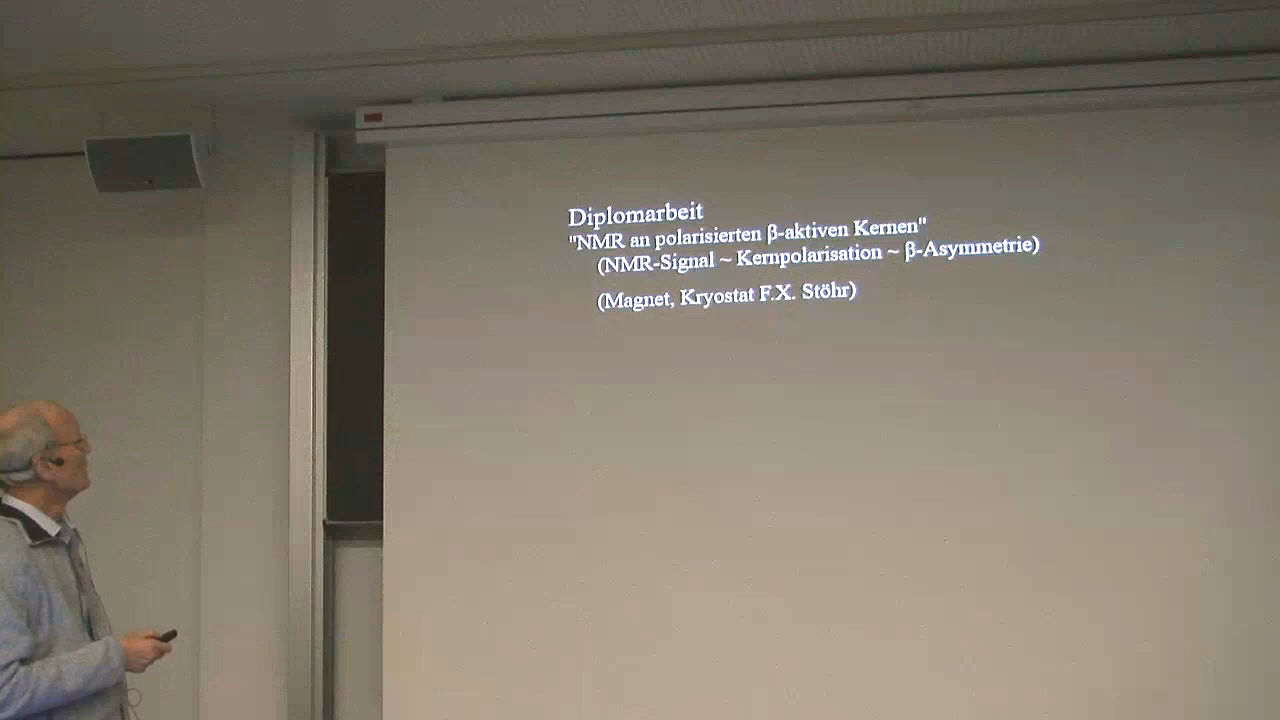 Diplomarbeit
"NMR an polarisierten β-aktiven Kernen"
(NMR-Signal ~ Kernpolarisation ~ β-Asymmetrie)
(Magnet, Kryostat F.X. Stöhr)